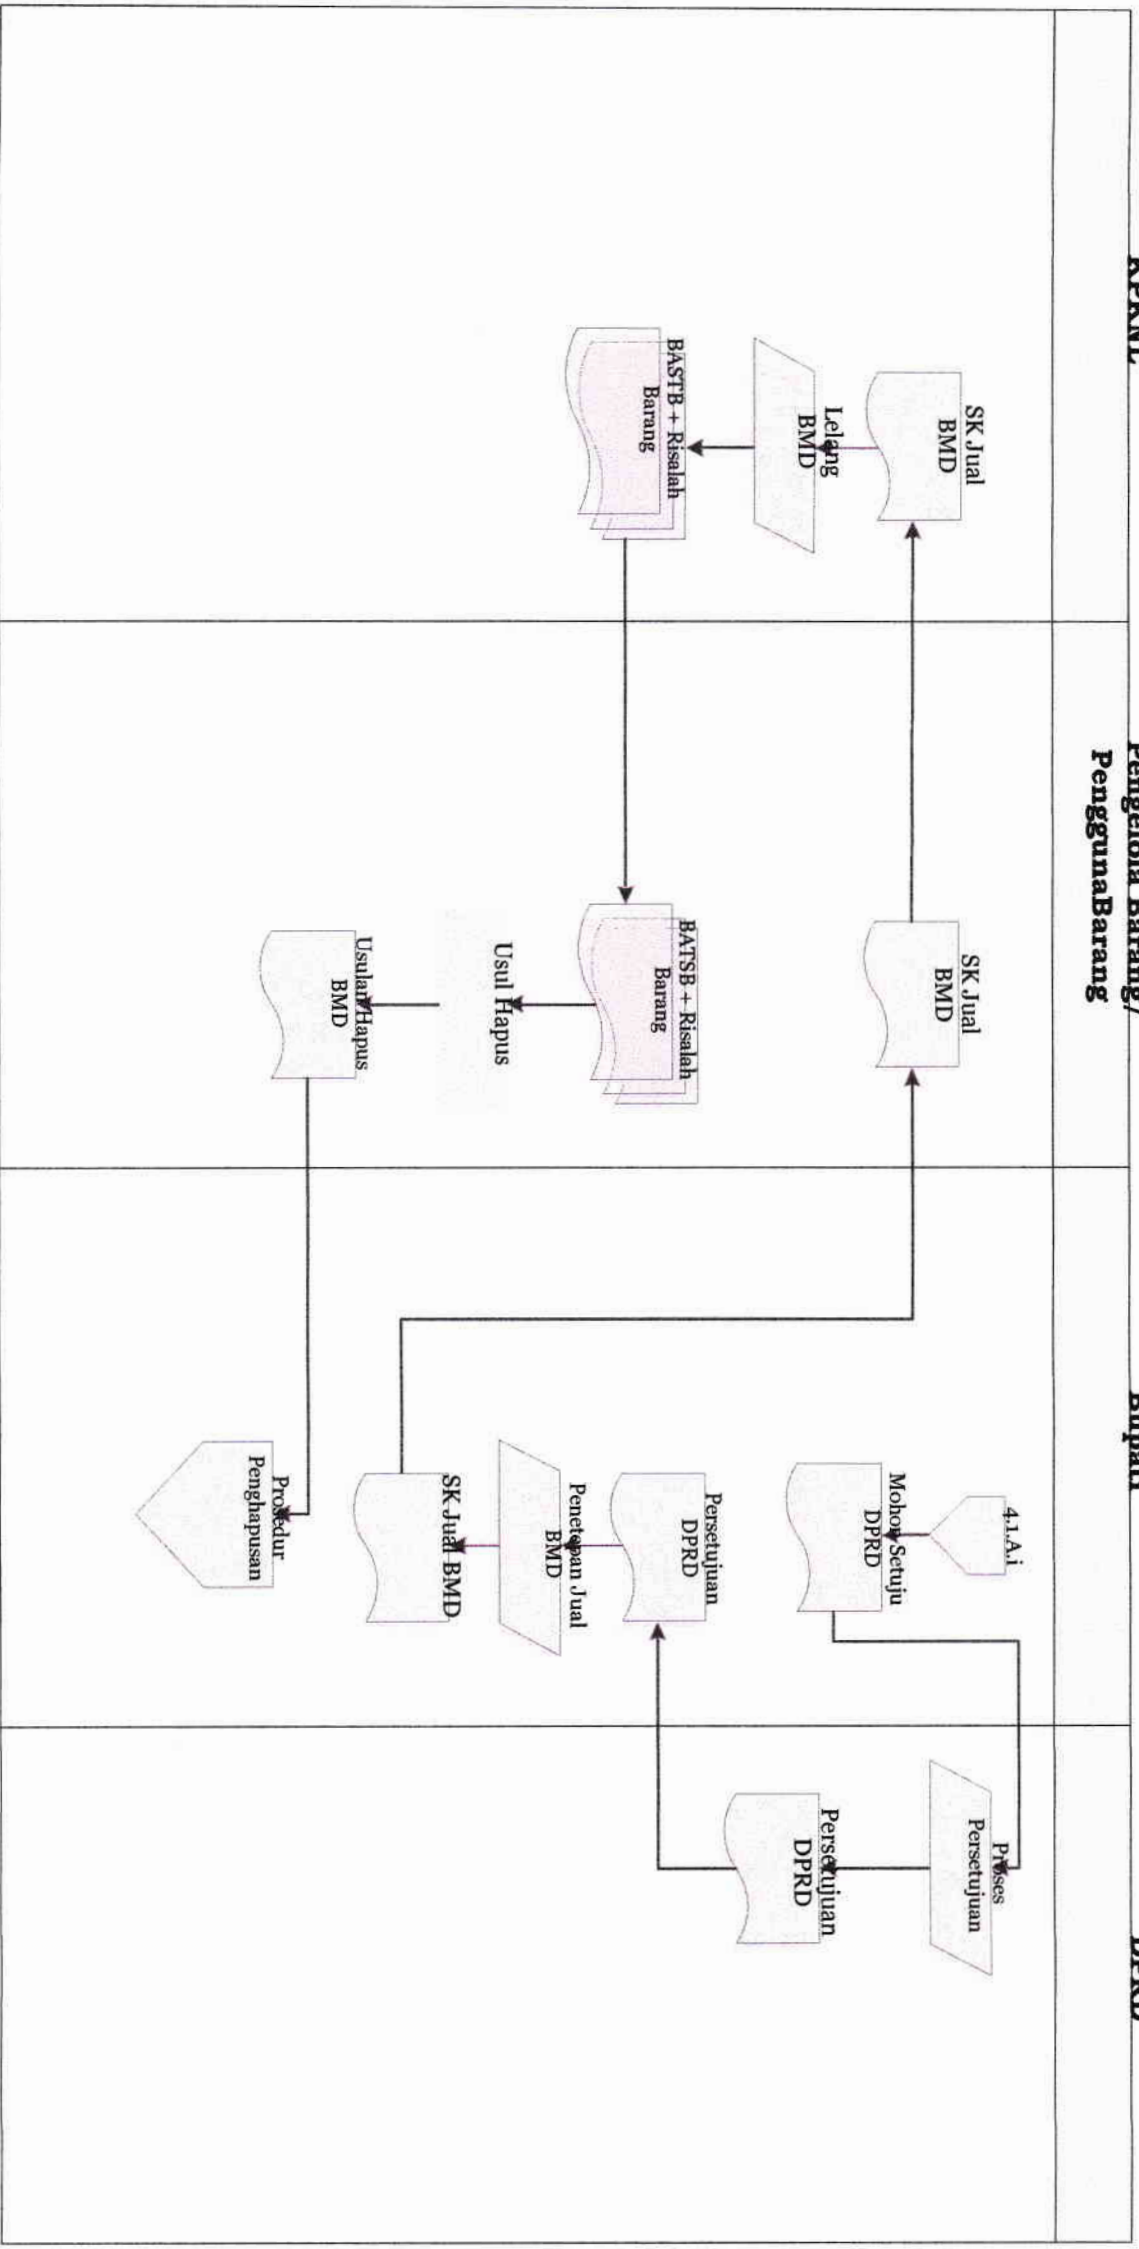 KPKNL
Pengelola Barang/
PenggunaBarang
Bupati
DPRD
SK Jual
BMD
Lelang
BMD
BASTB + Risalah
Barang
SK Jual
BMD
BATSB + Risalah
Barang
Usul Hapus
Usulan Hapus
BMD
4.1.A.i
Mohon Setuju
DPRD
Persetujuan
DPRD
Penetapan Jual
BMD
SK Jual BMD
Prosedur
Penghapusan
Proses
Persetujuan
Persetujuan
DPRD